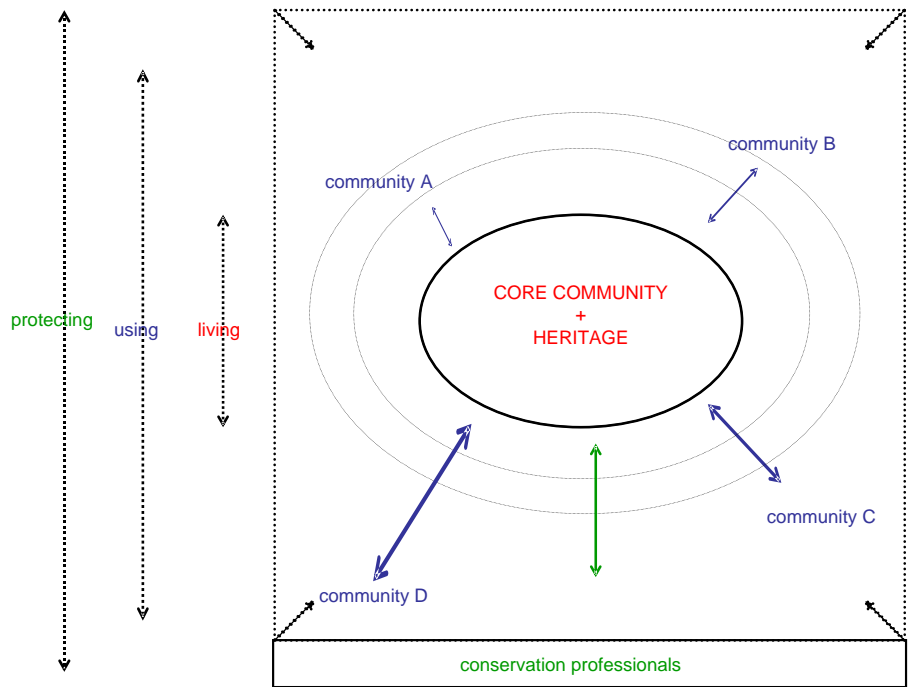 community B
community A
CORE COMMUNITY
+
HERITAGE
protecting
using
living
community C
community D
conservation professionals